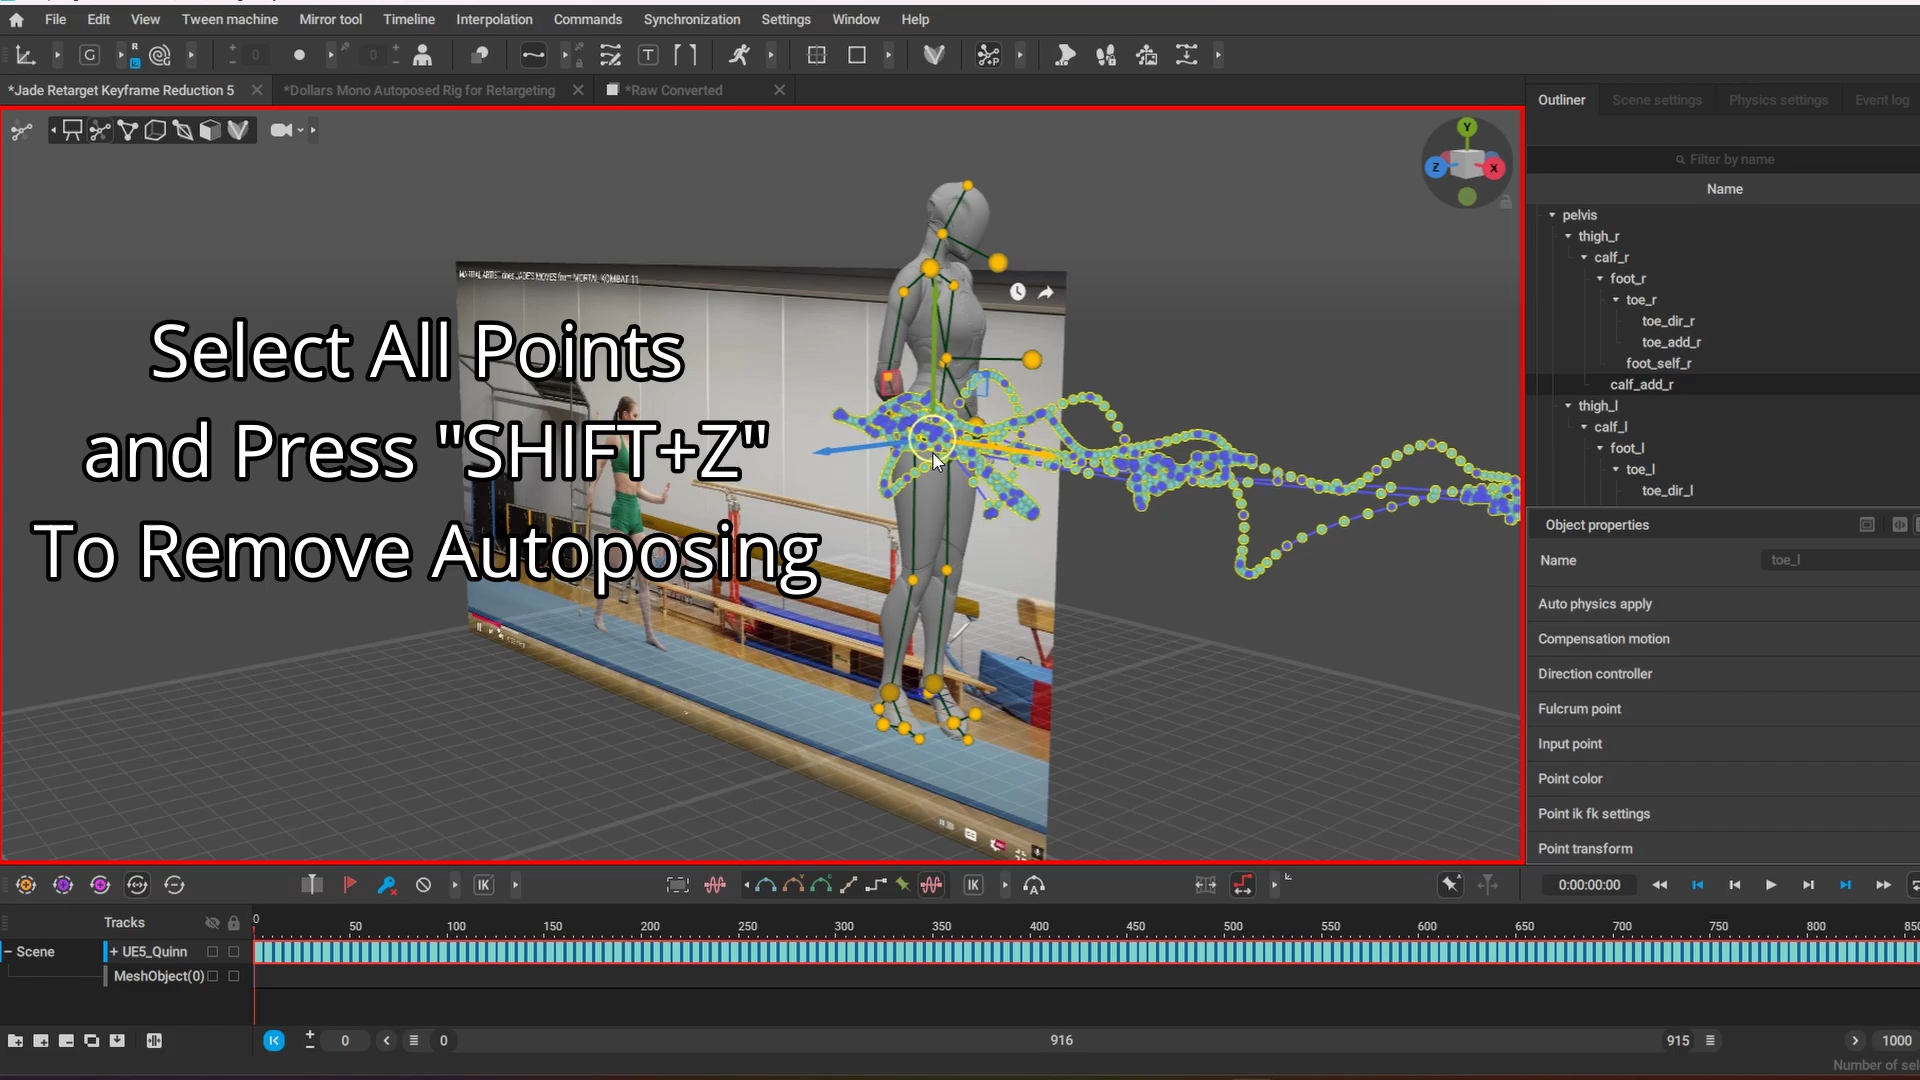 File Edit View Tween machine Mirror tool Timeline Interpolation Commands Synchronization Settings Window Help
*Jade Retarget Keyframe Reduction 5
*Dollars Mono Autoposed Rig for Retargeting
*Raw Converted
Outliner Scene settings Physics settings Event log
Filter by name
Name
pelvis
thigh_r
calf_r
foot_r
toe_r
toe_dir_r
toe_add_r
foot_self_r
calf_add_r
thigh_l
calf_l
foot_l
toe_l
toe_dir_l
Y
Z
X
Select All Points
and Press "SHIFT+Z"
To Remove Autoposing
Object properties
Name toe_l
Auto physics apply
Compensation motion
Direction controller
Fulcrum point
Input point
Point color
Point ik fk settings
Point transform
IK
IK
0:00:00:00
Tracks
0 50 100 150 200 250 300 350 400 450 500 550 600 650 700 750 800 850
Scene
+ UE5_Quinn
MeshObject(0)
0 0 916 915 1000